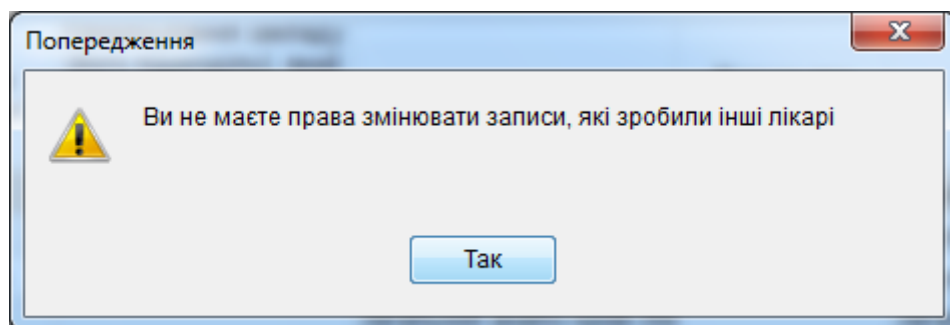 Попередження
Ви не маєте права змінювати записи, які зробили інші лікарі
Так